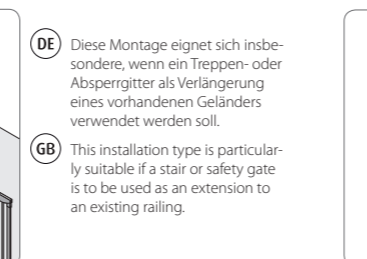 DE Diese Montage eignet sich insbe-
sondere, wenn ein Treppen- oder
Absperrgitter als Verlängerung
eines vorhandenen Geländers
verwendet werden soll.
GB This installation type is particular-
ly suitable if a stair or safety gate
is to be used as an extension to
an existing railing.